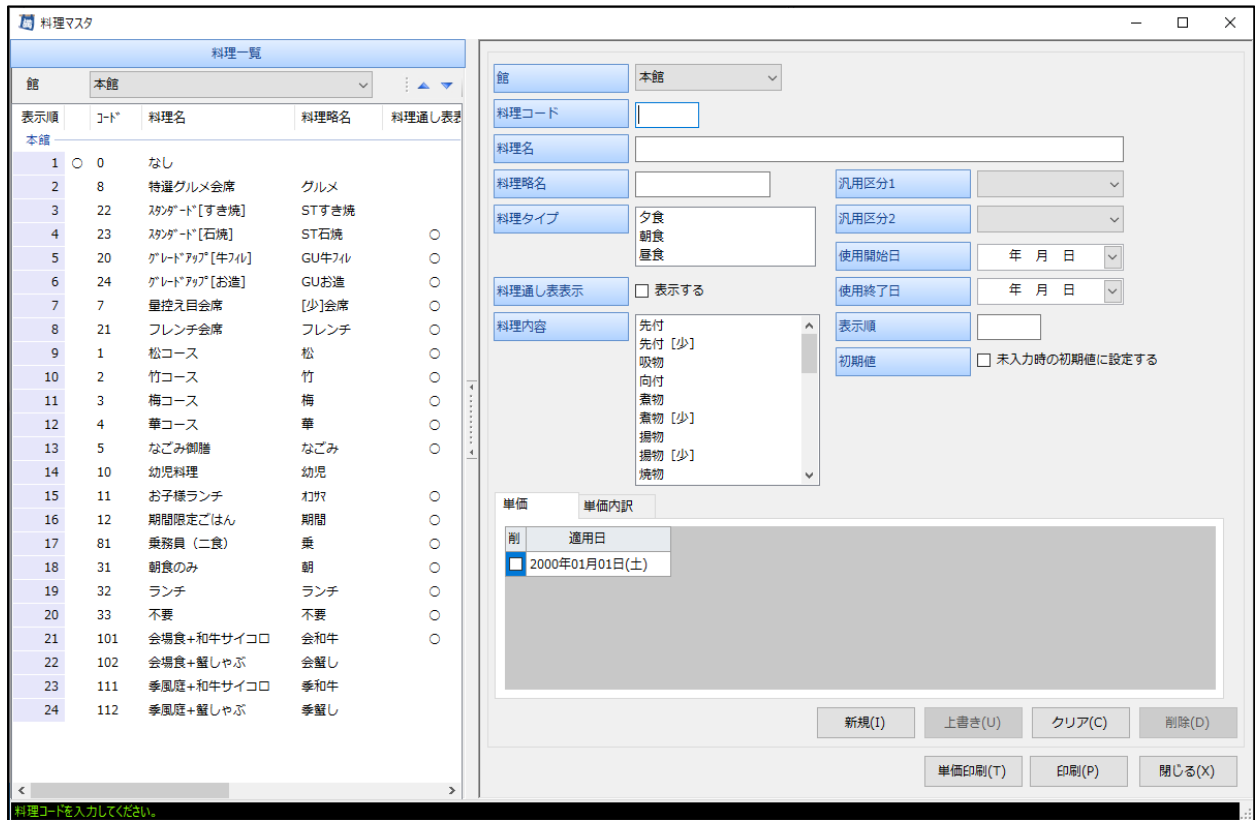 料理マスタ
料理一覧
館 本館
表示順 ｺｰﾄﾞ 料理名 料理略名 料理通し表表
本館
1 ○ 0 なし
2 8 特選グルメ会席 グルメ
3 22 ｽﾀﾝﾀﾞｰﾄﾞ[すき焼] STすき焼
4 23 ｽﾀﾝﾀﾞｰﾄﾞ[石焼] ST石焼 ○
5 20 ｸﾞﾚｰﾄﾞｱｯﾌﾟ[牛ﾌｨﾚ] GU牛ﾌｨﾚ ○
6 24 ｸﾞﾚｰﾄﾞｱｯﾌﾟ[お造] GUお造 ○
7 7 量控え目会席 [少]会席 ○
8 21 フレンチ会席 フレンチ ○
9 1 松コース 松 ○
10 2 竹コース 竹 ○
11 3 梅コース 梅 ○
12 4 華コース 華 ○
13 5 なごみ御膳 なごみ ○
14 10 幼児料理 幼児
15 11 お子様ランチ ｵｺｻﾏ ○
16 12 期間限定ごはん 期間 ○
17 81 乗務員（二食） 乗 ○
18 31 朝食のみ 朝 ○
19 32 ランチ ランチ ○
20 33 不要 不要 ○
21 101 会場食+和牛サイコロ 会和牛 ○
22 102 会場食+蟹しゃぶ 会蟹し
23 111 季風庭+和牛サイコロ 季和牛
24 112 季風庭+蟹しゃぶ 季蟹し
館 本館
料理コード
料理名
料理略名 汎用区分1
料理タイプ 夕食 汎用区分2
朝食
昼食 使用開始日 年 月 日
料理通し表表示 表示する 使用終了日 年 月 日
料理内容 先付 表示順
先付 [少]
吸物 初期値 未入力時の初期値に設定する
向付
煮物
煮物 [少]
揚物
揚物 [少]
焼物
単価 単価内訳
削 適用日
2000年01月01日(土)
新規(I) 上書き(U) クリア(C) 削除(D)
単価印刷(T) 印刷(P) 閉じる(X)
料理ｺｰﾄﾞを入力してください。